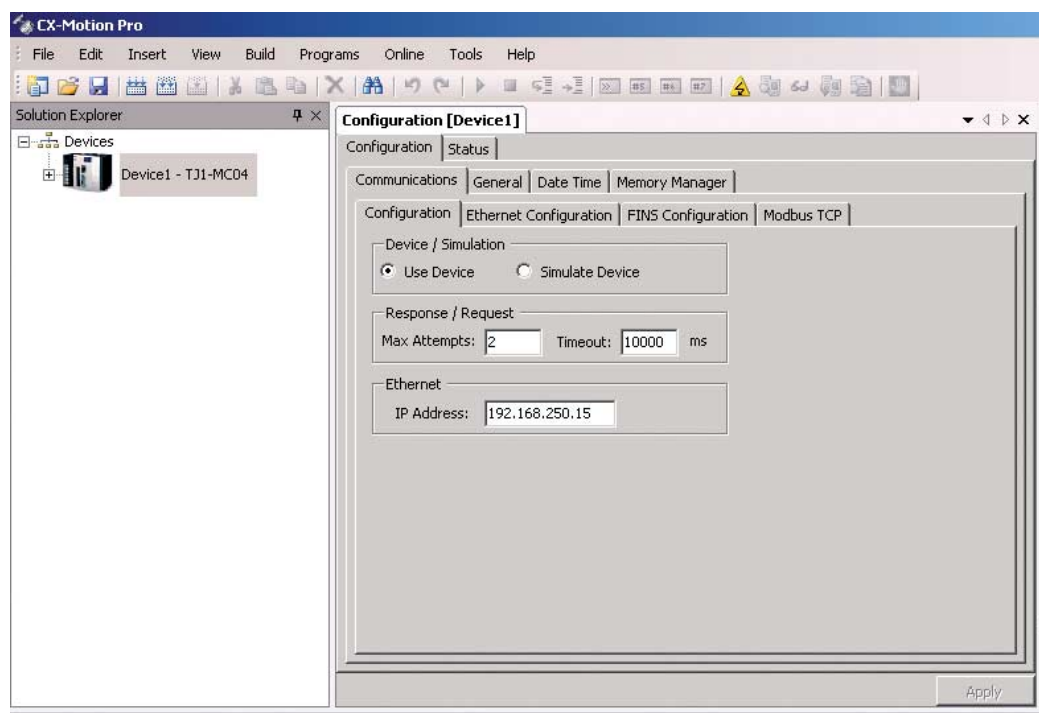 CX-Motion Pro
File Edit Insert View Build Programs Online Tools Help
#5 #6 #7
Solution Explorer
Configuration [Device1]
Devices
Device1 - TJ1-MC04
Configuration Status
Communications General Date Time Memory Manager
Configuration Ethernet Configuration FINS Configuration Modbus TCP
Device / Simulation
Use Device Simulate Device
Response / Request
Max Attempts: 2 Timeout: 10000 ms
Ethernet
IP Address: 192.168.250.15
Apply